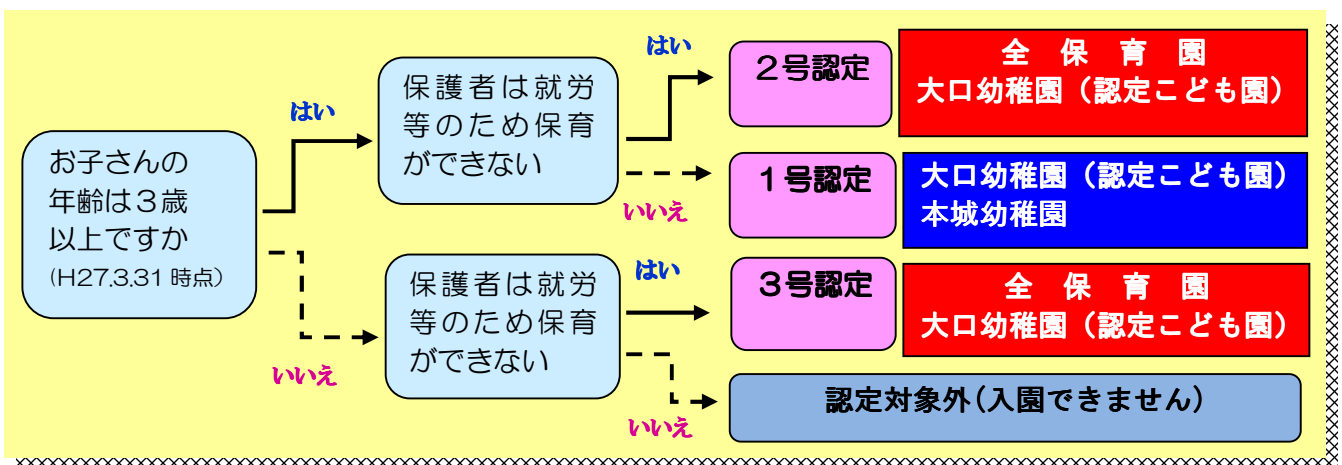 お子さんの
年齢は３歳
以上ですか
(H27.3.31 時点)
はい
保護者は就労
等のため保育
ができない
はい
２号認定
全　保　育　園
大口幼稚園（認定こども園）
いいえ
１号認定
大口幼稚園（認定こども園）
本城幼稚園
いいえ
保護者は就労
等のため保育
ができない
はい
３号認定
全　保　育　園
大口幼稚園（認定こども園）
いいえ
認定対象外(入園できません)